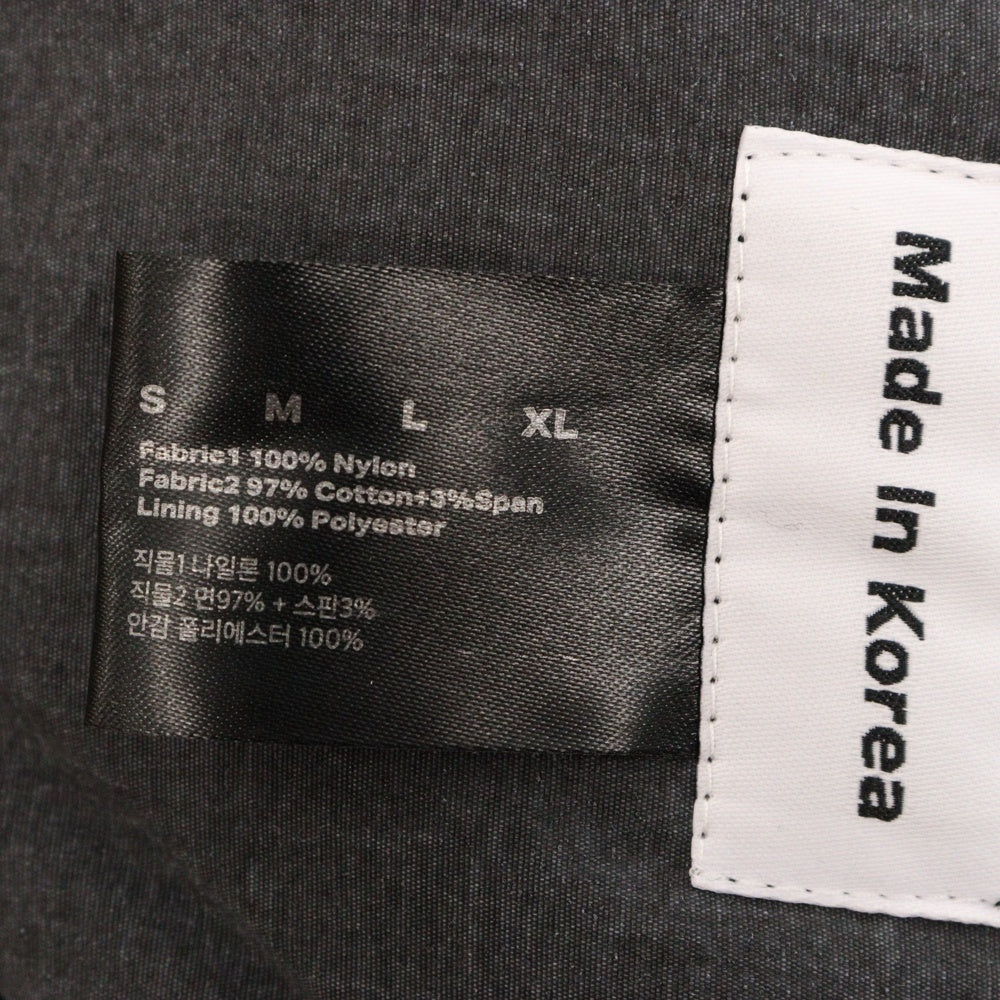 S M L XL
Fabric1 100% Nylon
Fabric2 97% Cotton+3%Span
Lining 100% Polyester
직물1 나일론 100%
직물2 면97% + 스판3%
안감 폴리에스터 100%
Made In Korea